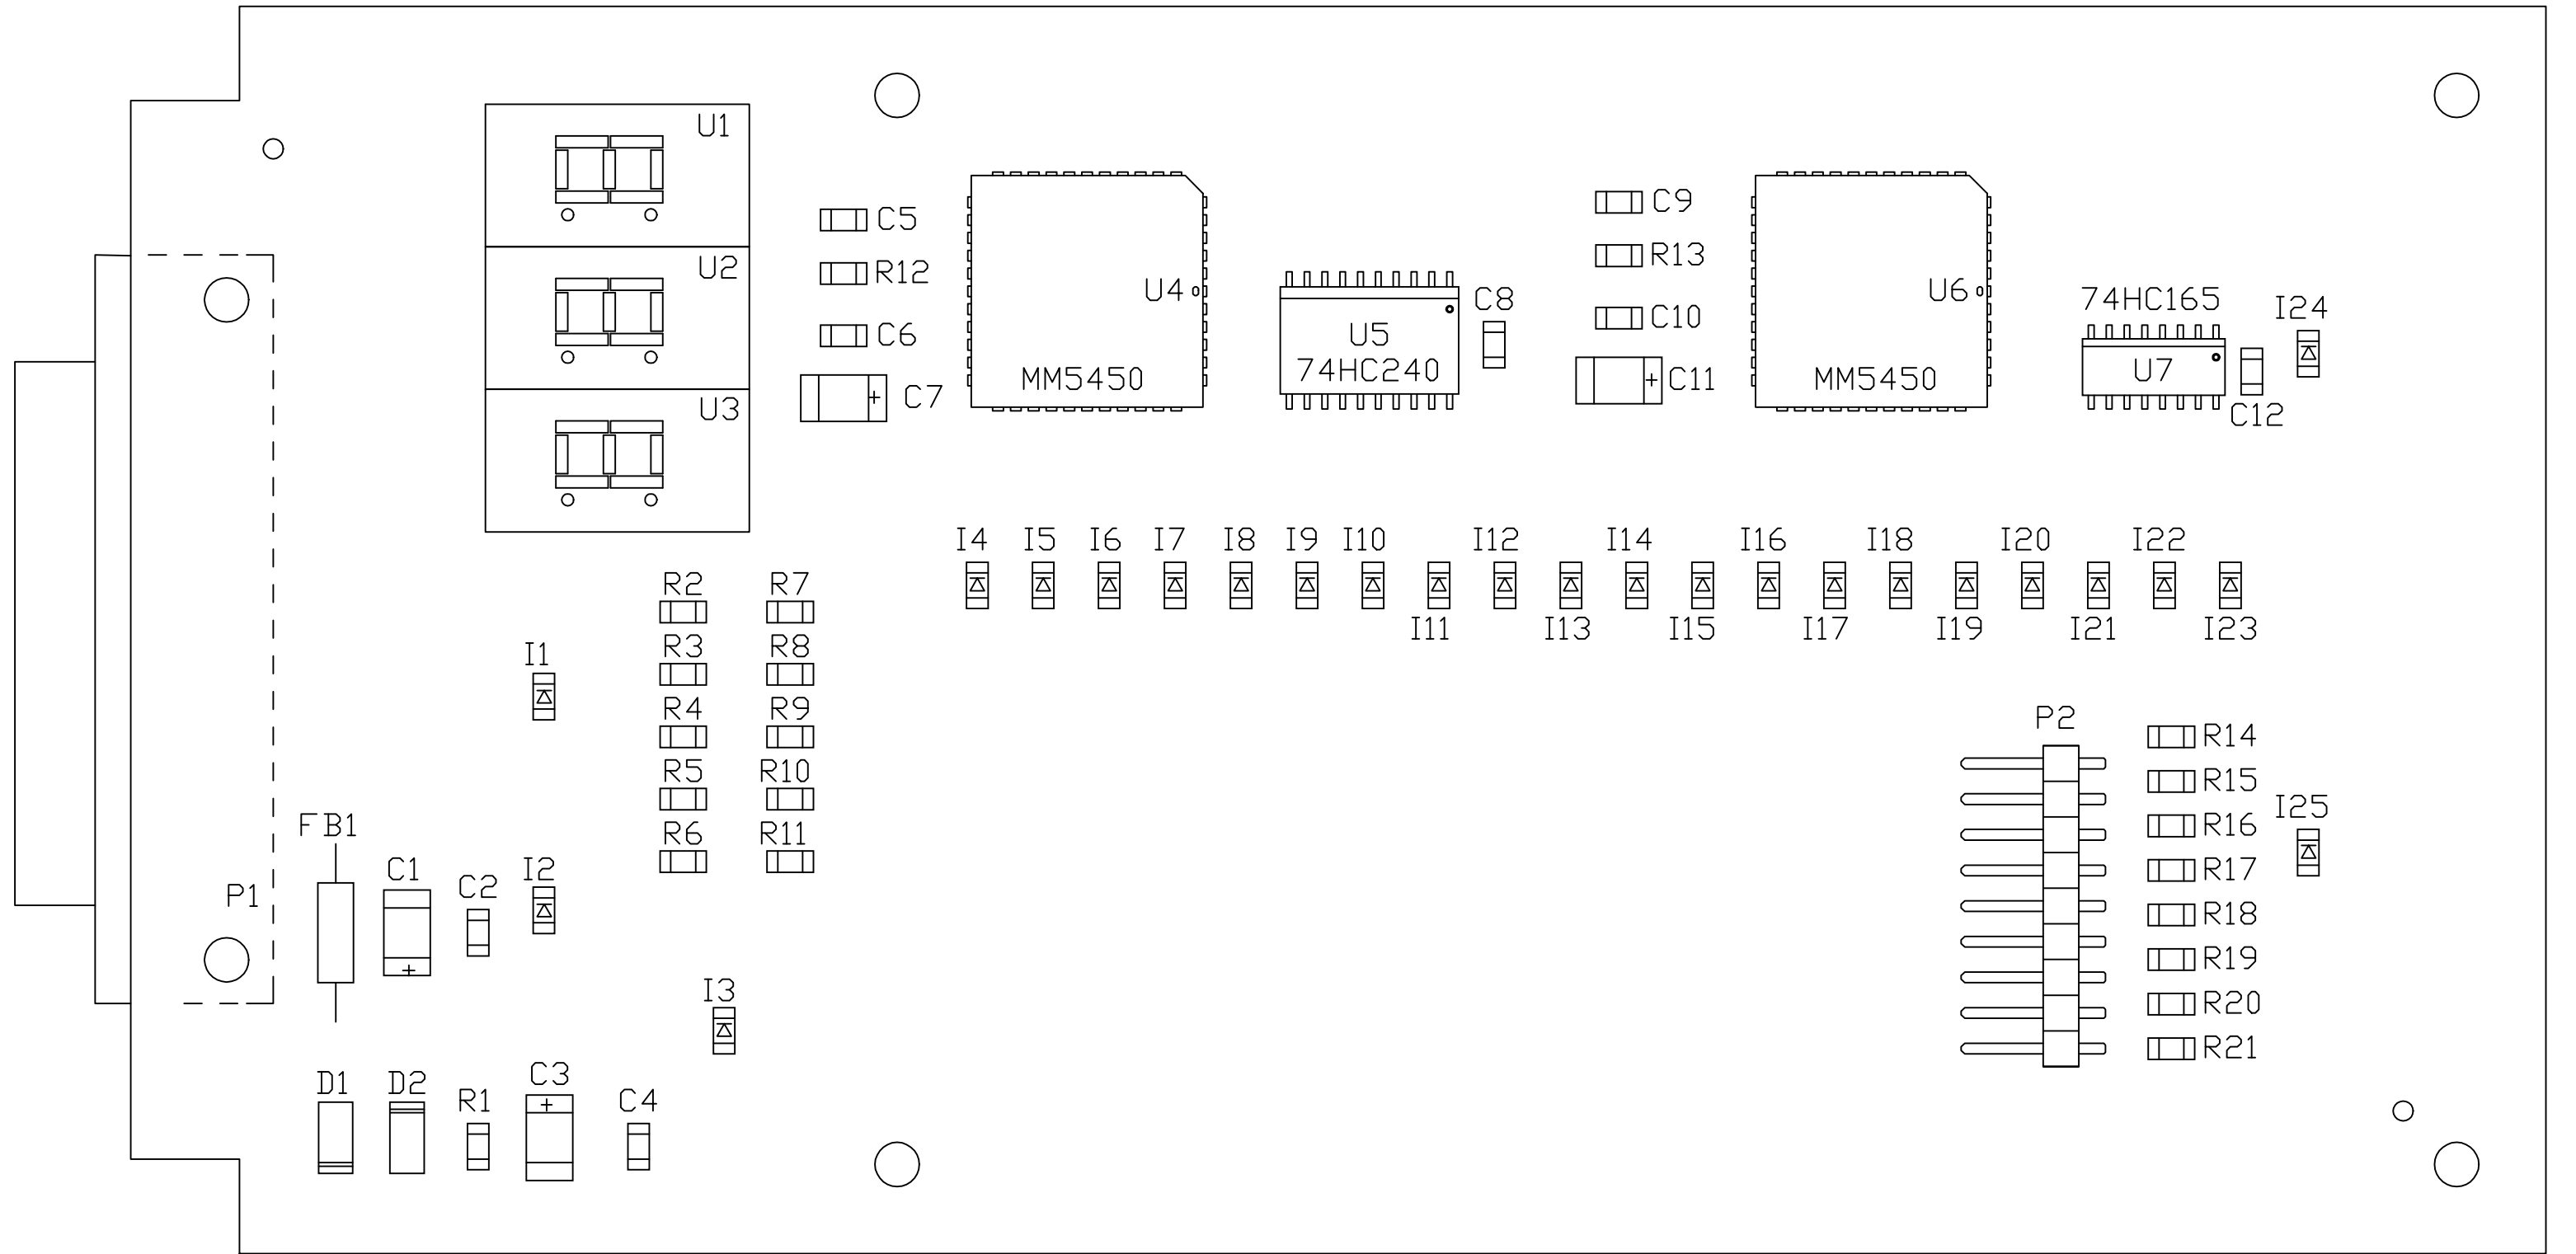 U1
U2
U3
C5
R12
C6
C7
U4
MM5450
U5
74HC240
C8
C9
R13
C10
C11
U6
MM5450
74HC165
U7
C12
I24
I4 I5 I6 I7 I8 I9 I10 I12 I14 I16 I18 I20 I22
I11 I13 I15 I17 I19 I21 I23
R2 R7
R3 R8
R4 R9
R5 R10
R6 R11
I1
FB1
C1
C2
I2
P1
I3
D1 D2 R1 C3 C4
P2
R14
R15
R16
R17
R18
R19
R20
R21
I25
+
+
+
+